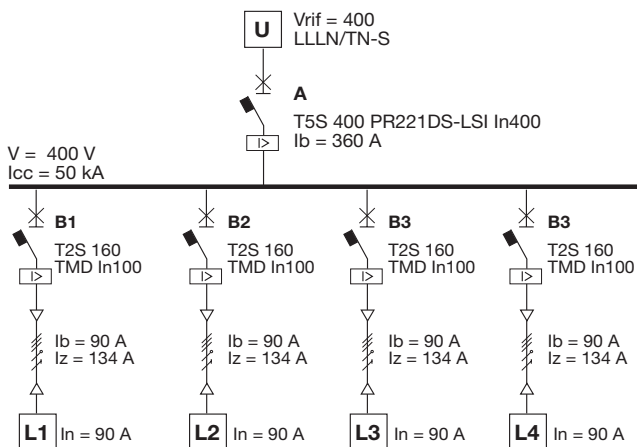 U
Vrif = 400
LLLN/TN-S
A
T5S 400 PR221DS-LSI In400
Ib = 360 A
I>
V = 400 V
Icc = 50 kA
B1
T2S 160
TMD In100
I>
B2
T2S 160
TMD In100
I>
B3
T2S 160
TMD In100
I>
B3
T2S 160
TMD In100
I>
Ib = 90 A
Iz = 134 A
Ib = 90 A
Iz = 134 A
Ib = 90 A
Iz = 134 A
Ib = 90 A
Iz = 134 A
L1 In = 90 A
L2 In = 90 A
L3 In = 90 A
L4 In = 90 A